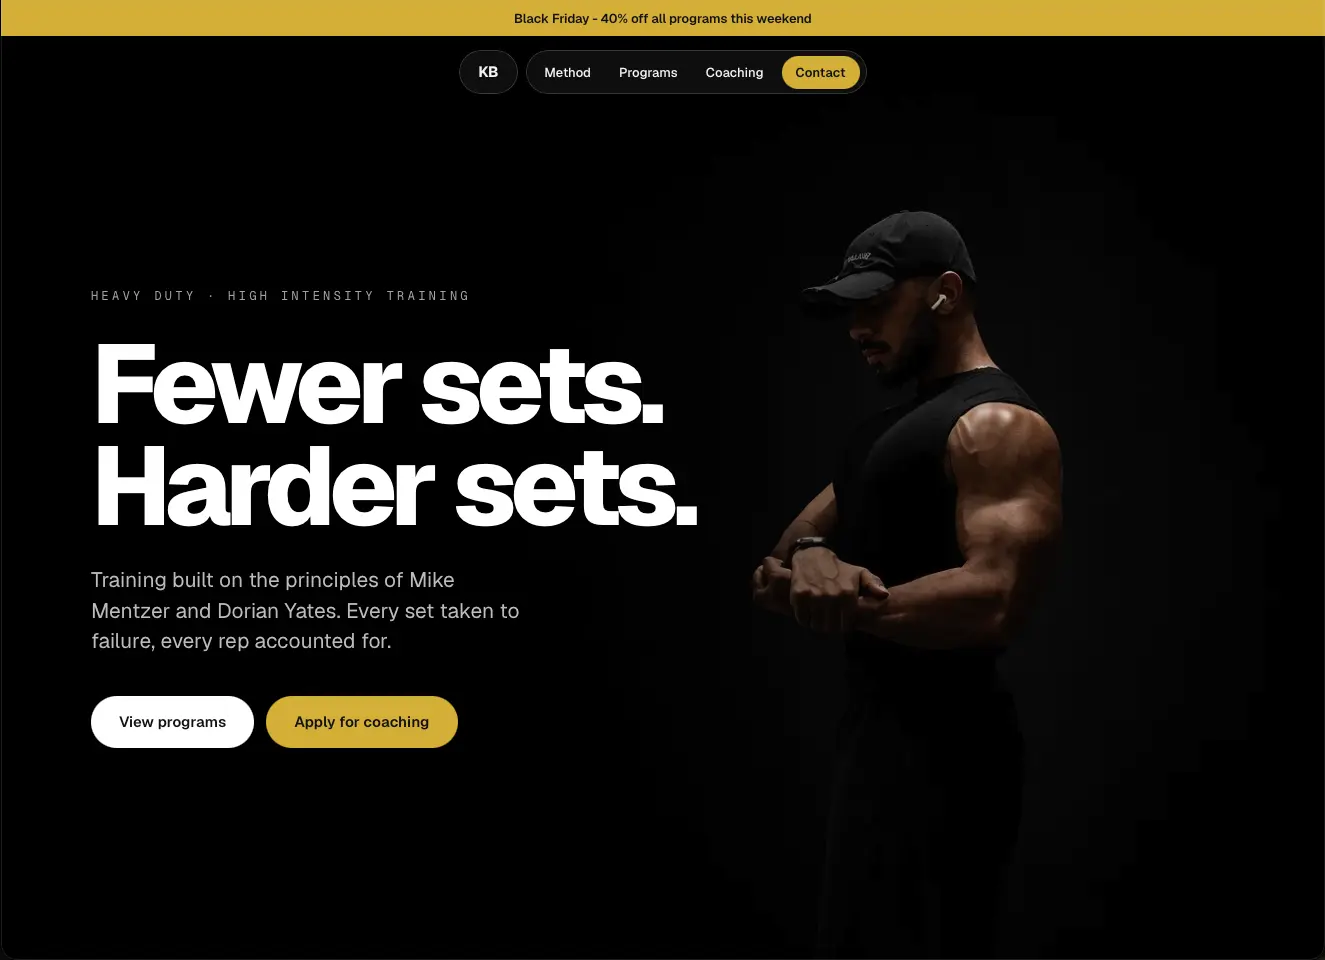 Black Friday - 40% off all programs this weekend
KB
Method
Programs
Coaching
Contact
HEAVY DUTY · HIGH INTENSITY TRAINING
Fewer sets.
Harder sets.
Training built on the principles of Mike
Mentzer and Dorian Yates. Every set taken to
failure, every rep accounted for.
View programs
Apply for coaching